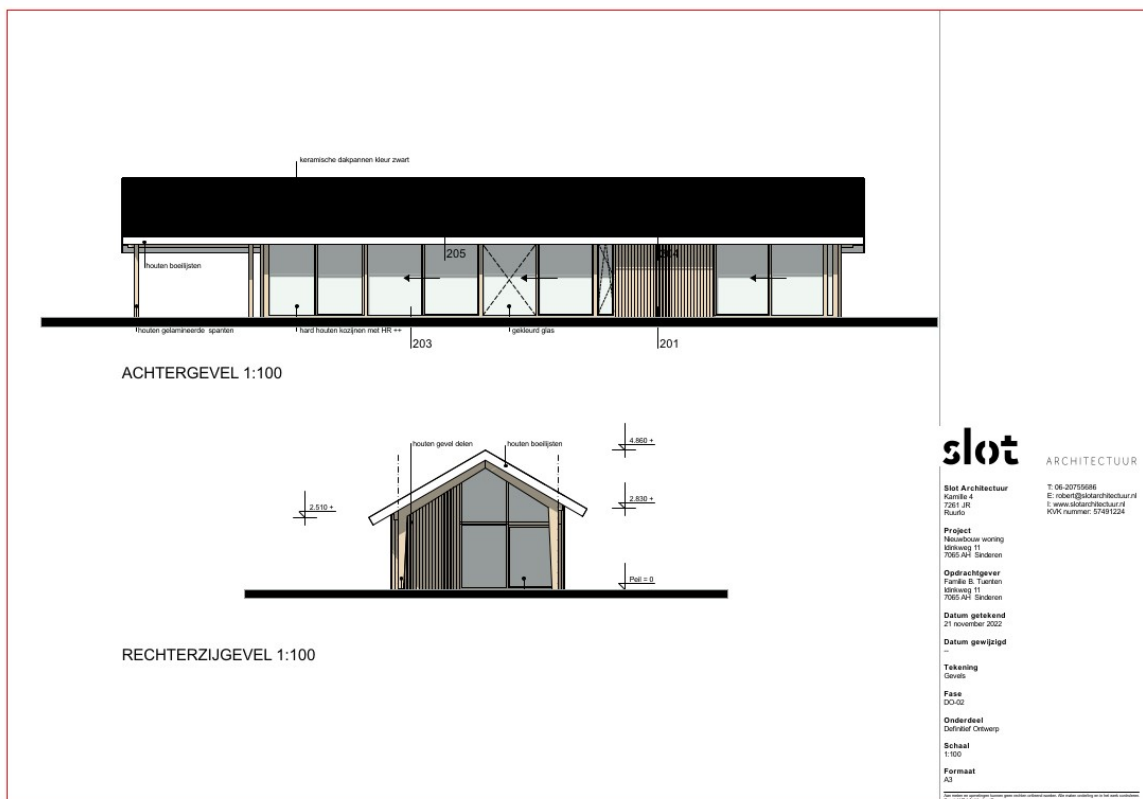 keramische dakpannen kleur zwart
205
204
houten boeilijsten
houten gelamineerde spanten
hard houten kozijnen met HR ++
gekleurd glas
203
201
ACHTERGEVEL 1:100
houten gevel delen
houten boeilijsten
4.860 +
2.510 +
2.830 +
Peil = 0
RECHTERZIJGEVEL 1:100
slot ARCHITECTUUR
Slot Architectuur
Kamille 4
7261 JR
Ruurlo
T: 06-20755686
E: robert@slotarchitectuur.nl
I: www.slotarchitectuur.nl
KVK nummer: 57491224
Project
Nieuwbouw woning
Idinkweg 11
7065 AH Sinderen
Opdrachtgever
Familie B. Tuenten
Idinkweg 11
7065 AH Sinderen
Datum getekend
21 november 2022
Datum gewijzigd
--
Tekening
Gevels
Fase
DO-02
Onderdeel
Definitief Ontwerp
Schaal
1:100
Formaat
A3